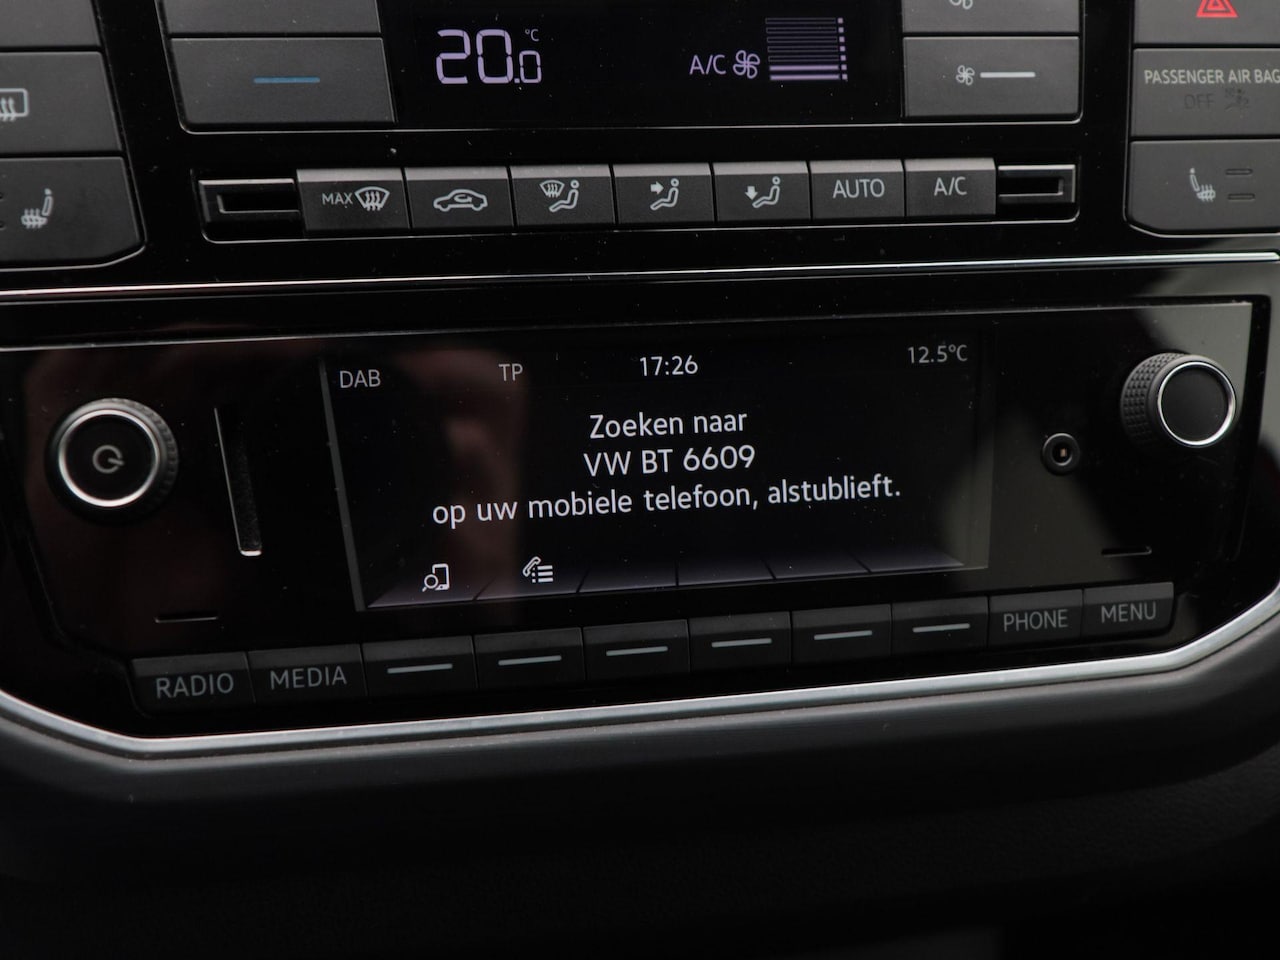 20.0 °C
A/C
PASSENGER AIR BAG
OFF
MAX
AUTO
A/C
DAB TP 17:26 12.5°C
Zoeken naar
VW BT 6609
op uw mobiele telefoon, alstublieft.
RADIO MEDIA PHONE MENU